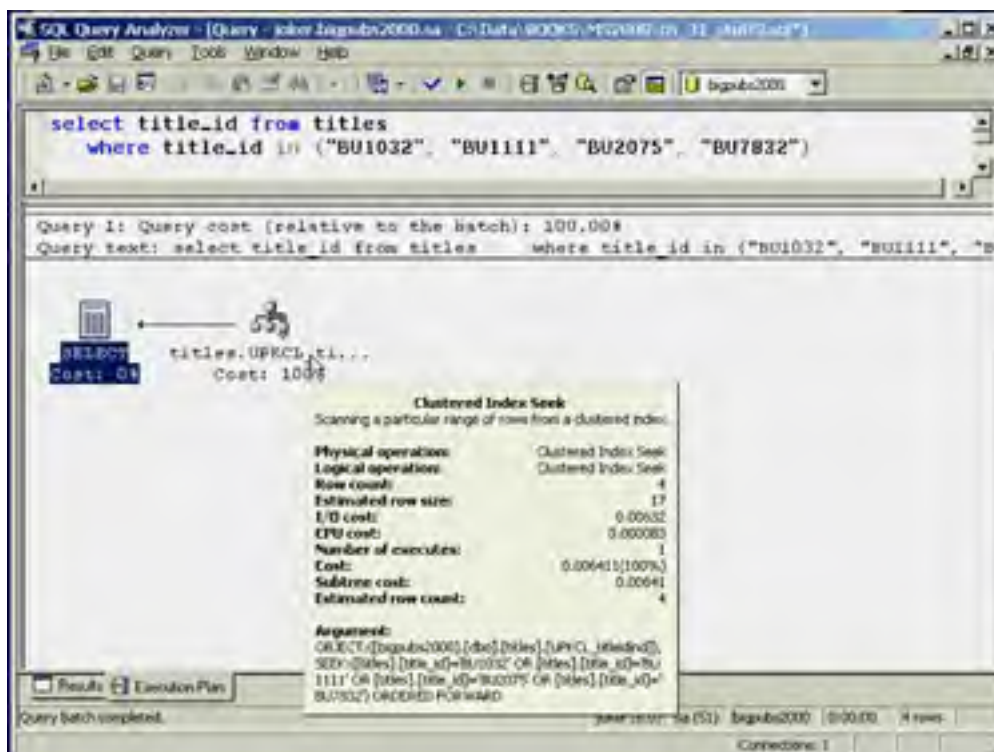 SQL Query Analyzer - [Query - joker.bigpubs2000.sa
File Edit Query Tools Window Help
bigpubs2000
select title_id from titles
where title_id in ("BU1032", "BU1111", "BU2075", "BU7832")
Query 1: Query cost (relative to the batch): 100.00%
Query text: select title_id from titles where title_id in ("BU1032", "BU1111", "B
SELECT
Cost: 0%
titles.UPKCL_ti...
Cost: 100%
Clustered Index Seek
Scanning a particular range of rows from a clustered index.
Physical operation: Clustered Index Seek
Logical operation: Clustered Index Seek
Row count: 4
Estimated row size: 17
I/O cost: 0.00632
CPU cost: 0.000083
Number of executes: 1
Cost: 0.006411(100%)
Subtree cost: 0.00641
Estimated row count: 4
Argument:
OBJECT:([bigpubs2000].[dbo].[titles].[UPKCL_titleidind]),
SEEK:([titles].[title_id]='BU1032' OR [titles].[title_id]='BU
1111' OR [titles].[title_id]='BU2075' OR [titles].[title_id]='
BU7832') ORDERED FORWARD
Results Execution Plan
Query batch completed.
sa (51) bigpubs2000 0:00:00 4 rows
Connections: 1